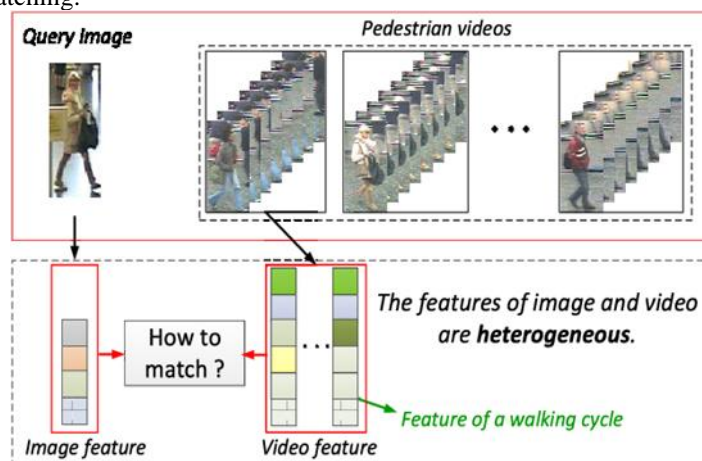 Query image
Pedestrian videos
The features of image and video
are heterogeneous.
How to
match ?
Feature of a walking cycle
Image feature
Video feature